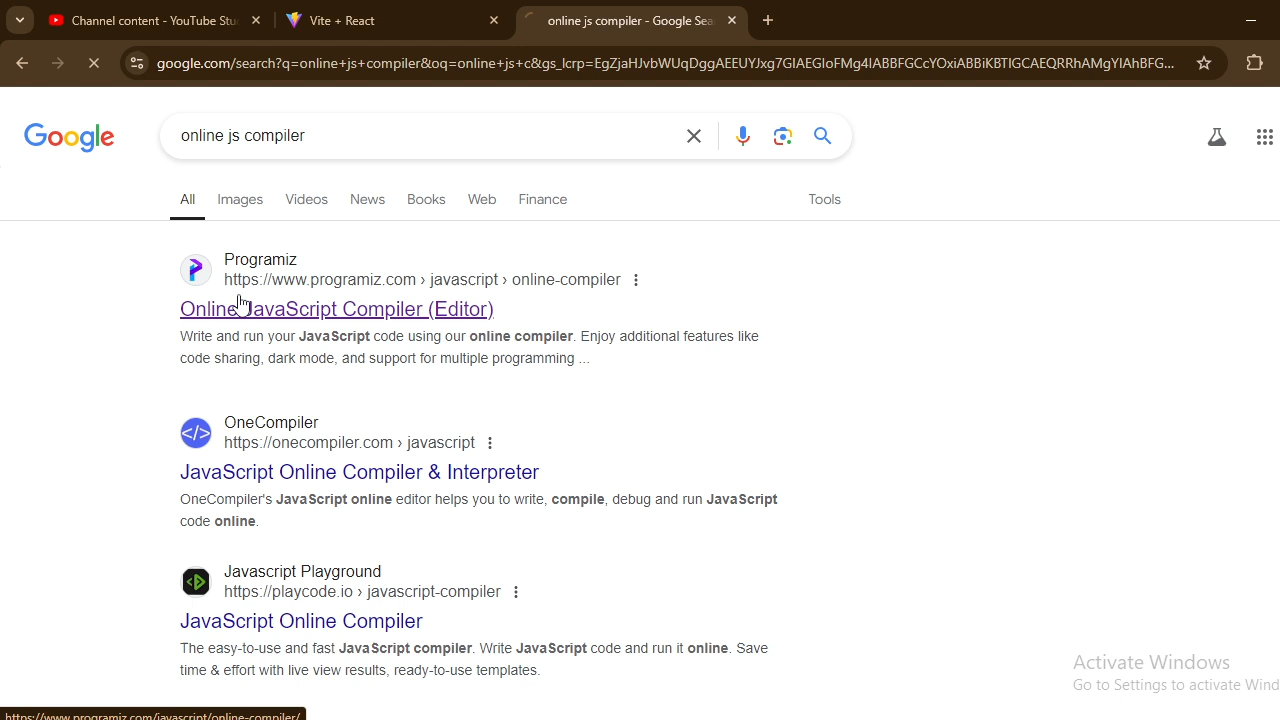 Channel content - YouTube Stu
Vite + React
online js compiler - Google Sea
google.com/search?q=online+js+compiler&oq=online+js+c&gs_lcrp=EgZjaHJvbWUqDggAEEUYJxg7GIAEGIoFMg4IABBFGCcYOxiABBiKBTIGCAEQRRhAMgYIAhBFG...
Google
online js compiler
All Images Videos News Books Web Finance Tools
Programiz
https://www.programiz.com › javascript › online-compiler
Online JavaScript Compiler (Editor)
Write and run your JavaScript code using our online compiler. Enjoy additional features like
code sharing, dark mode, and support for multiple programming ...
OneCompiler
https://onecompiler.com › javascript
JavaScript Online Compiler & Interpreter
OneCompiler's JavaScript online editor helps you to write, compile, debug and run JavaScript
code online.
Javascript Playground
https://playcode.io › javascript-compiler
JavaScript Online Compiler
The easy-to-use and fast JavaScript compiler. Write JavaScript code and run it online. Save
time & effort with live view results, ready-to-use templates.
Activate Windows
Go to Settings to activate Wind
https://www.programiz.com/javascript/online-compiler/